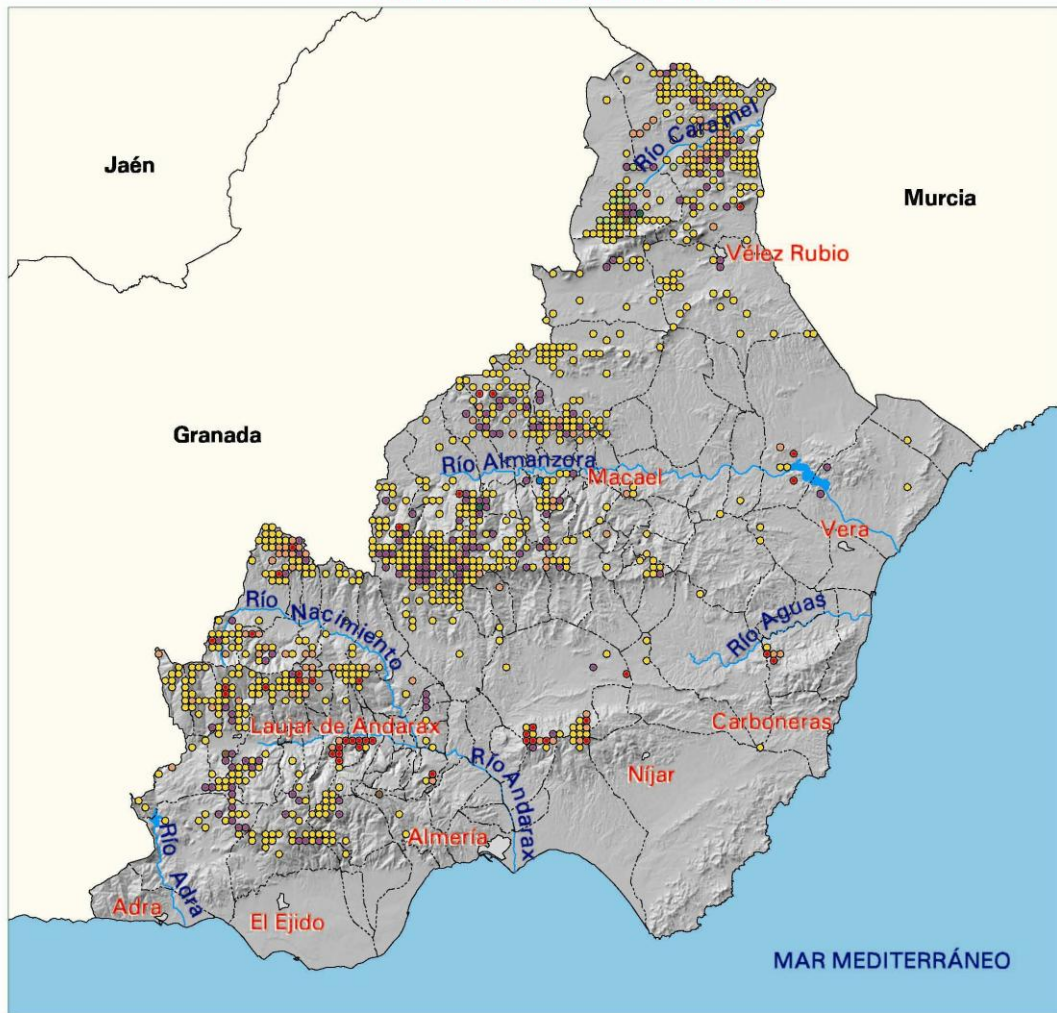 Jaén
Río Caramel
Murcia
Vélez Rubio
Granada
Río Almanzora
Macael
Vera
Río Nacimiento
Río Aguas
Laujar de Andarax
Carboneras
Río Andarax
Níjar
Río Adra
Almería
Adra
El Ejido
MAR MEDITERRÁNEO